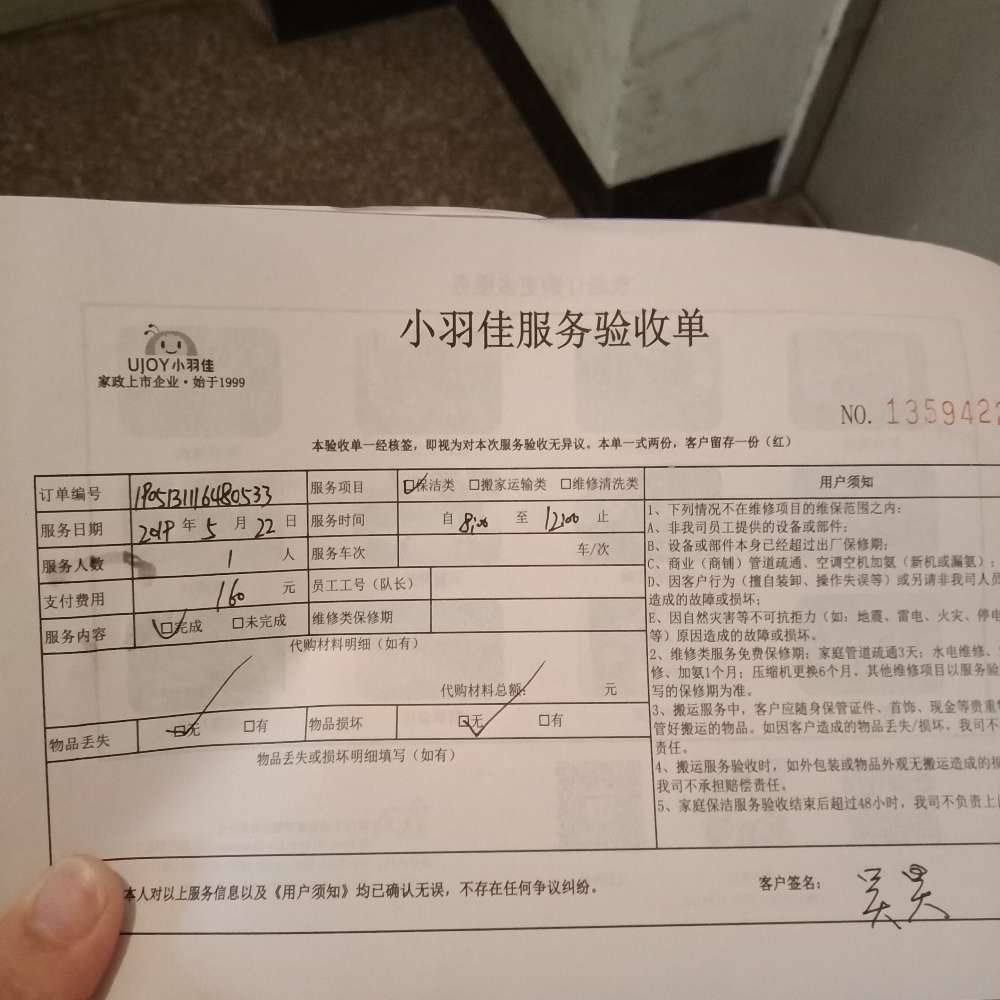 小羽佳服务验收单
UJOY小羽佳
家政上市企业·始于1999
NO. 1359422
本验收单一经核签，即视为对本次服务验收无异议。本单一式两份，客户留存一份（红）
订单编号 1905131116480533 服务项目 ☑保洁类 □搬家运输类 □维修清洗类
服务日期 2019 年 5 月 22 日 服务时间 自 8:00 至 12:00 止
服务人数 1 人 服务车次 车/次
支付费用 160 元 员工工号（队长）
服务内容 ☑完成 □未完成 维修类保修期
代购材料明细（如有）
代购材料总额: 元
物品丢失 ☑无 □有 物品损坏 ☑无 □有
物品丢失或损坏明细填写（如有）
用户须知
1、下列情况不在维修项目的维保范围之内:
A、非我司员工提供的设备或部件;
B、设备或部件本身已经超过出厂保修期;
C、商业（商铺）管道疏通、空调空机加氨（新机或漏氨）;
D、因客户行为（擅自装卸、操作失误等）或另请非我司人员
造成的故障或损坏;
E、因自然灾害等不可抗拒力（如: 地震、雷电、火灾、停电
等）原因造成的故障或损坏。
2、维修类服务免费保修期: 家庭管道疏通3天; 水电维修、
修、加氨1个月; 压缩机更换6个月, 其他维修项目以服务验
写的保修期为准。
3、搬运服务中, 客户应随身保管证件、首饰、现金等贵重物
管好搬运的物品。如因客户造成的物品丢失/损坏, 我司不
责任。
4、搬运服务验收时, 如外包装或物品外观无搬运造成的损
我司不承担赔偿责任。
5、家庭保洁服务验收结束后超过48小时, 我司不负责上
本人对以上服务信息以及《用户须知》均已确认无误, 不存在任何争议纠纷。
客户签名: 吴昊